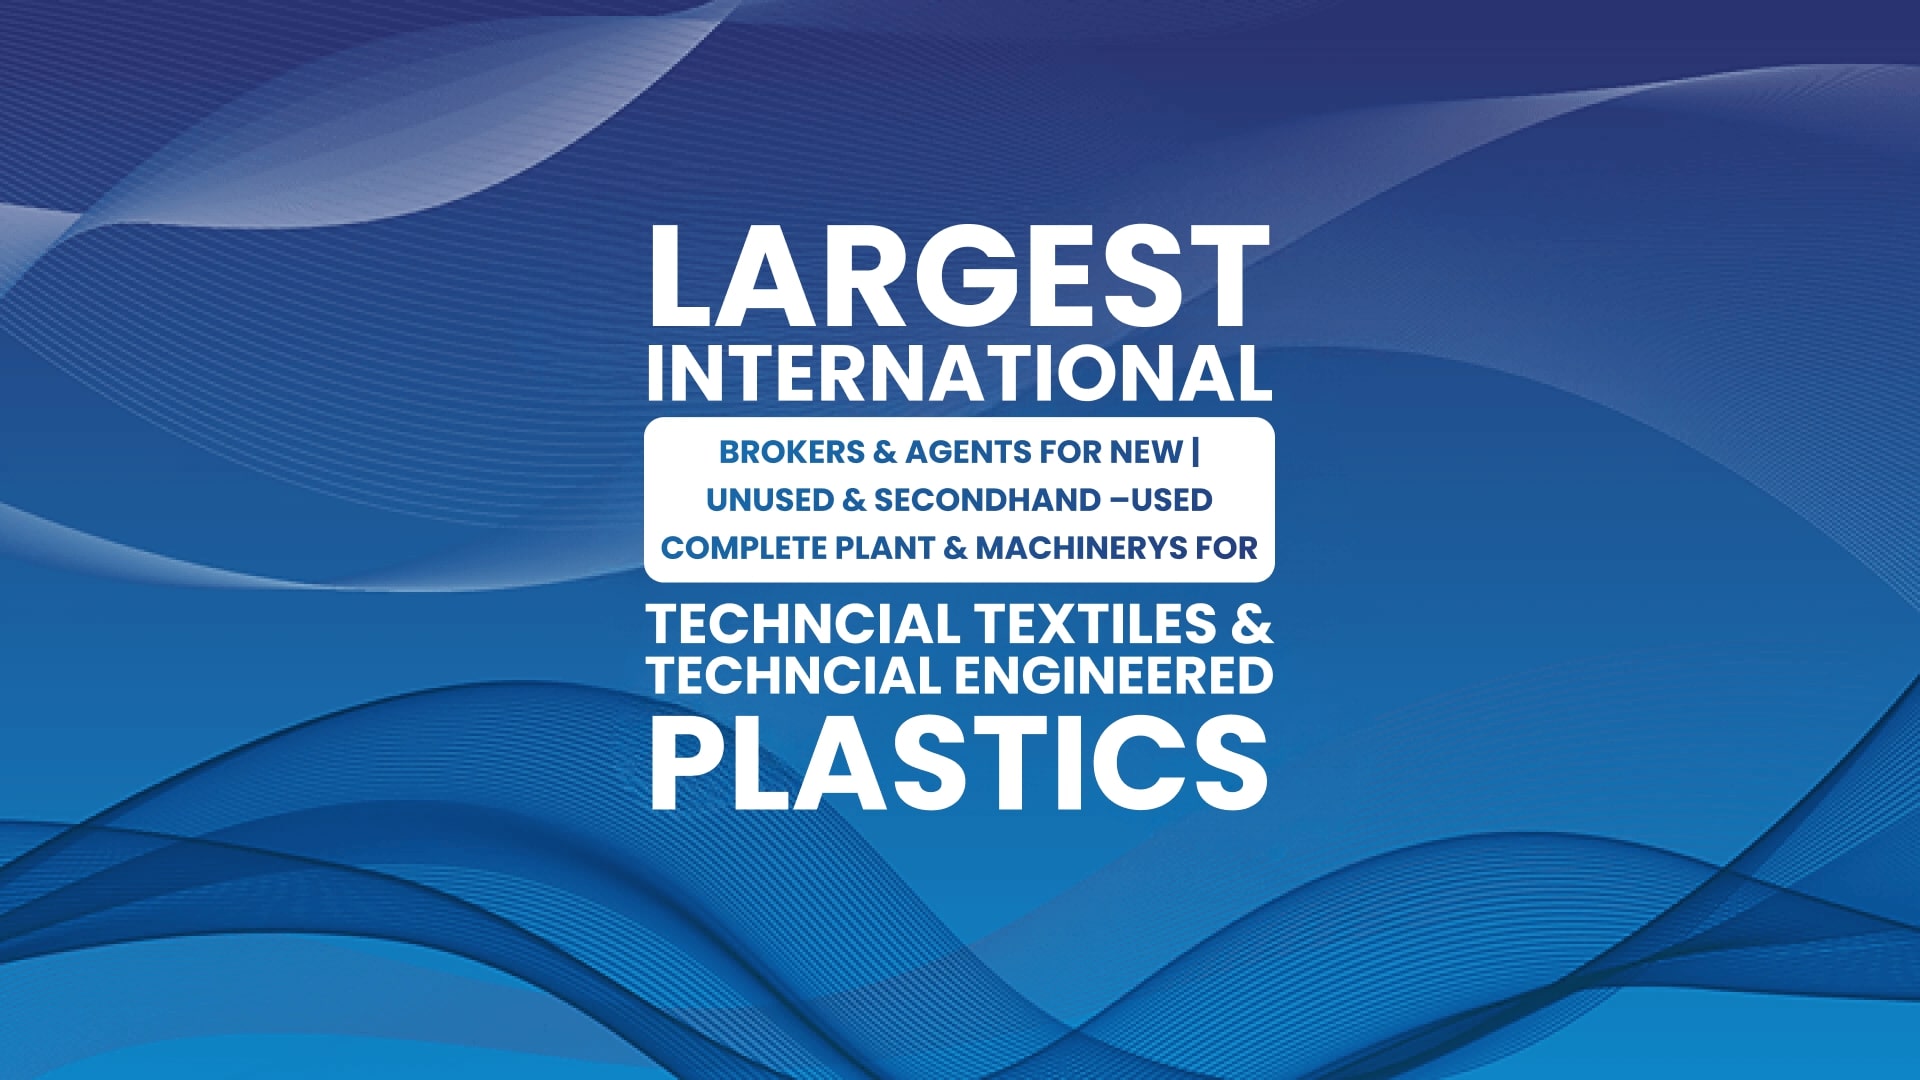 LARGEST
INTERNATIONAL
BROKERS & AGENTS FOR NEW |
UNUSED & SECONDHAND –USED
COMPLETE PLANT & MACHINERYS FOR
TECHNCIAL TEXTILES &
TECHNCIAL ENGINEERED
PLASTICS